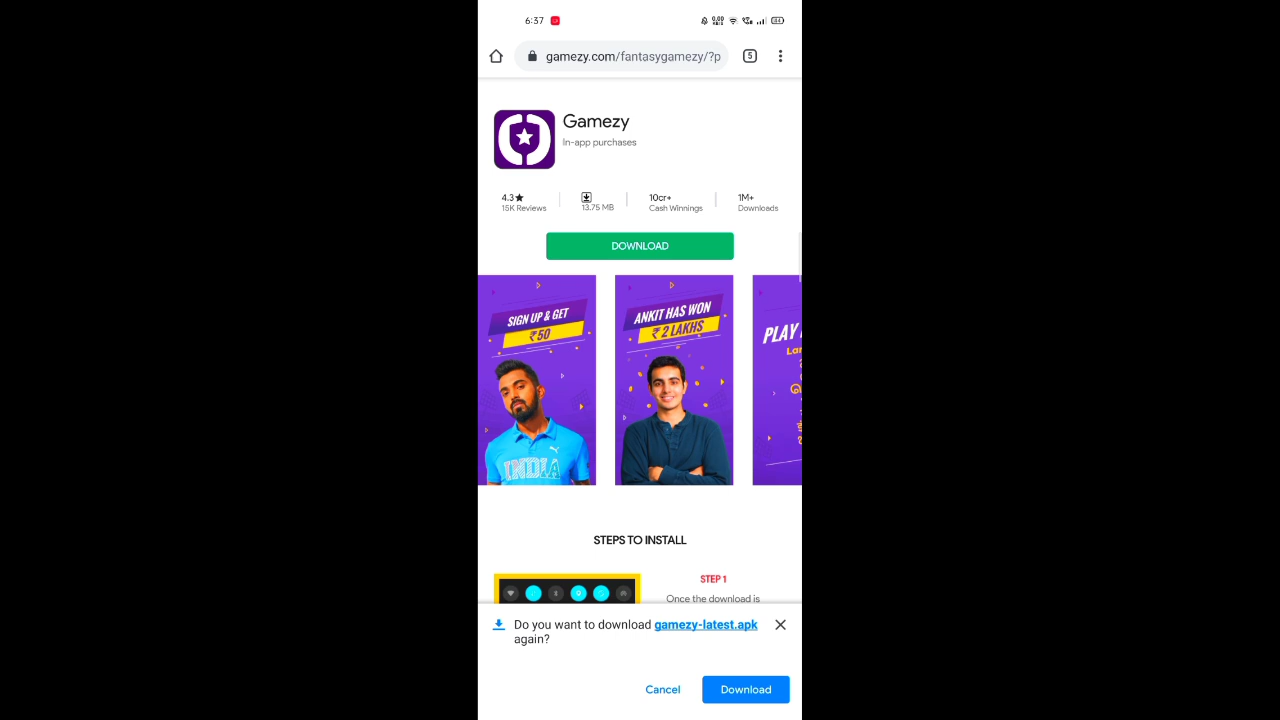 6:37
gamezy.com/fantasygamezy/?p
5
Gamezy
In-app purchases
4.3★
15K Reviews
13.75 MB
10cr+
Cash Winnings
1M+
Downloads
DOWNLOAD
SIGN UP & GET
₹50
INDIA
ANKIT HAS WON
₹ 2 LAKHS
PLAY
STEPS TO INSTALL
STEP 1
Once the download is
Do you want to download gamezy-latest.apk
again?
Cancel
Download